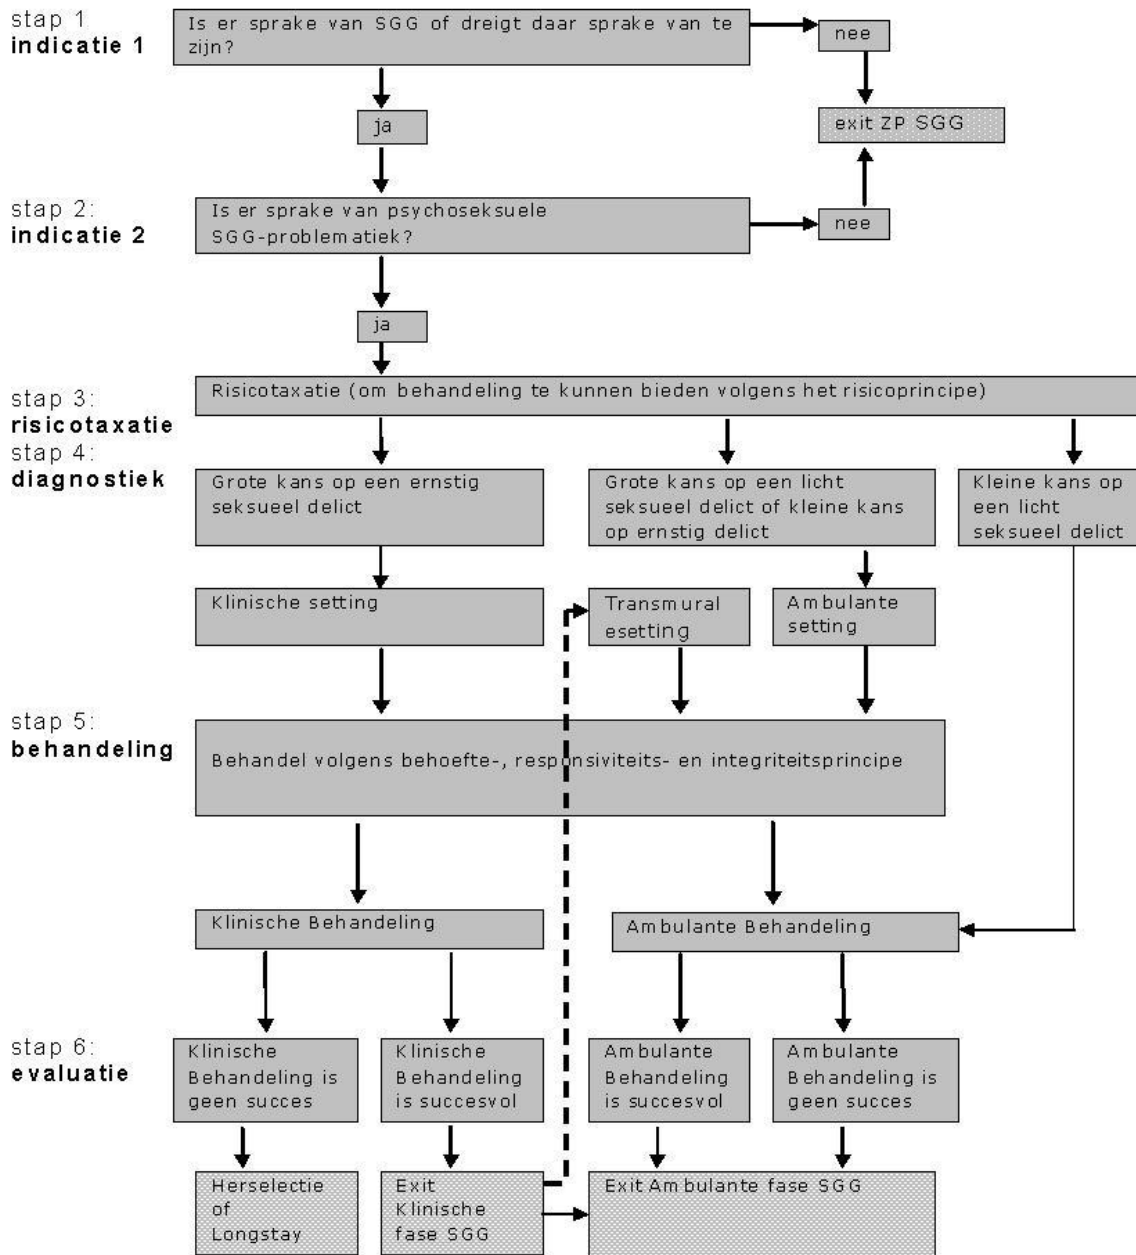 stap 1
indicatie 1
Is er sprake van SGG of dreigt daar sprake van te
zijn?
nee
ja
exit ZP SGG
stap 2:
indicatie 2
Is er sprake van psychoseksuele
SGG-problematiek?
nee
ja
stap 3:
risicotaxatie
Risicotaxatie (om behandeling te kunnen bieden volgens het risicoprincipe)
stap 4:
diagnostiek
Grote kans op een ernstig
seksueel delict
Grote kans op een licht
seksueel delict of kleine kans
op ernstig delict
Kleine kans op
een licht
seksueel delict
Klinische setting
Transmural
esetting
Ambulante
setting
stap 5:
behandeling
Behandel volgens behoefte-, responsiviteits- en integriteitsprincipe
Klinische Behandeling
Ambulante Behandeling
stap 6:
evaluatie
Klinische
Behandeling is
geen succes
Klinische
Behandeling
is succesvol
Ambulante
Behandeling
is succesvol
Ambulante
Behandeling is
geen succes
Herselectie
of
Longstay
Exit
Klinische
fase SGG
Exit Ambulante fase SGG